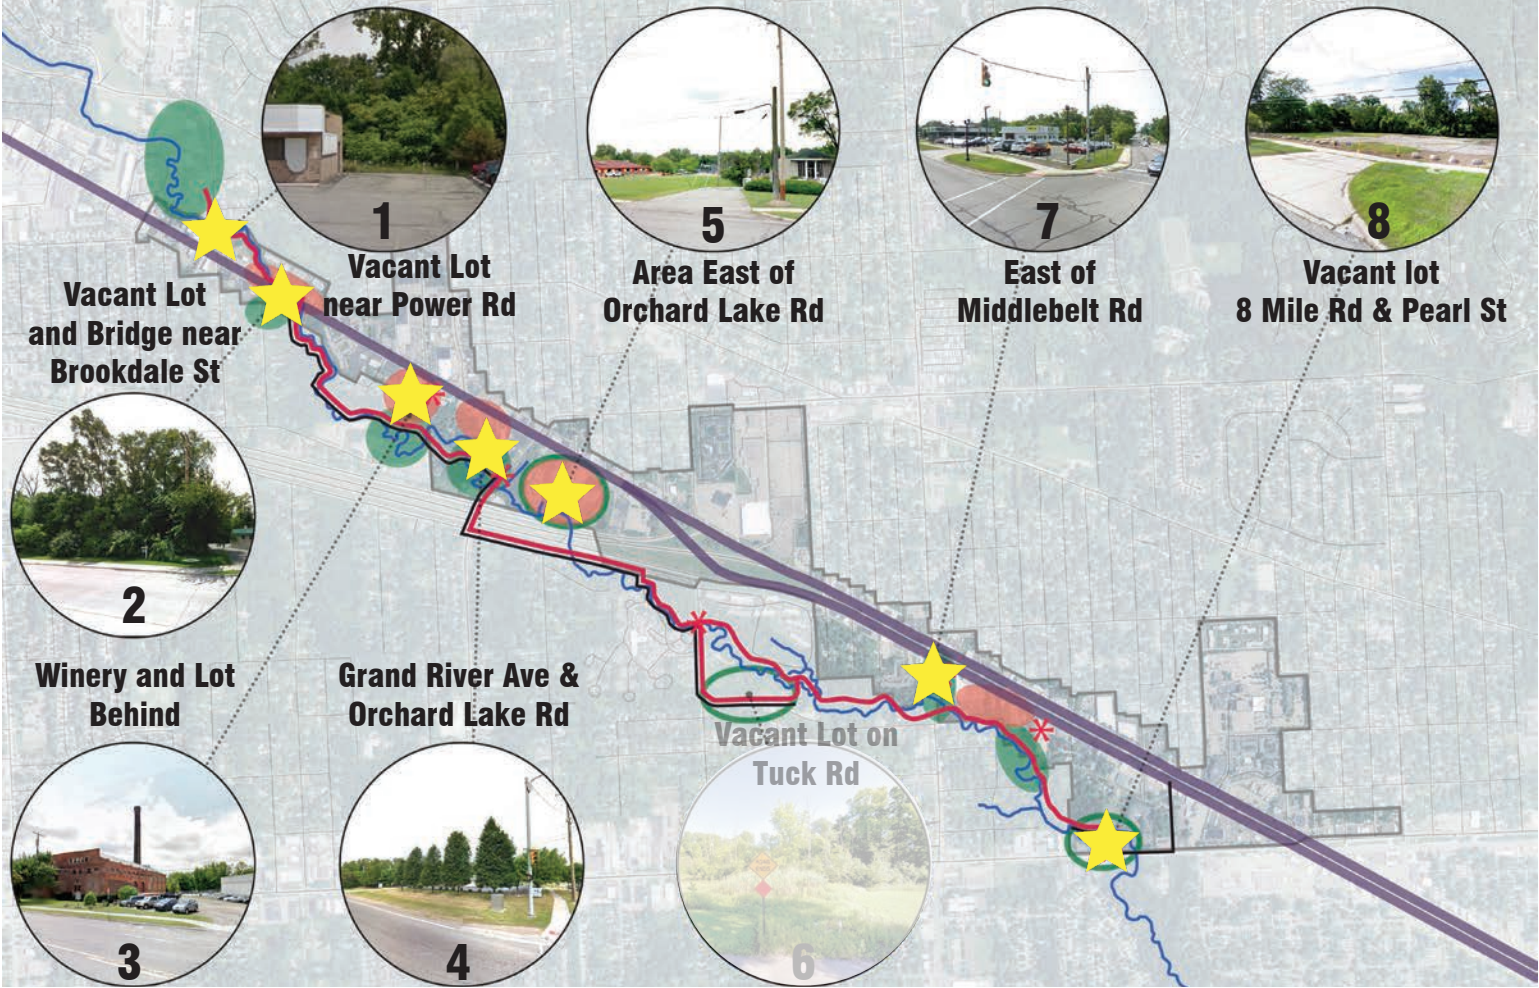 1
Vacant Lot
near Power Rd
5
Area East of
Orchard Lake Rd
7
East of
Middlebelt Rd
8
Vacant lot
8 Mile Rd & Pearl St
Vacant Lot
and Bridge near
Brookdale St
2
Winery and Lot
Behind
3
Grand River Ave &
Orchard Lake Rd
4
Vacant Lot on
Tuck Rd
6